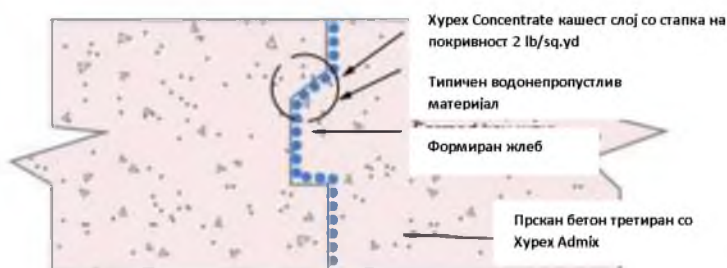 Xypex Concentrate кашест слој со стапка на
покривност 2 lb/sq.yd
Типичен водонепропустлив
материјал
Формиран жлеб
Прскан бетон третиран со
Xypex Admix